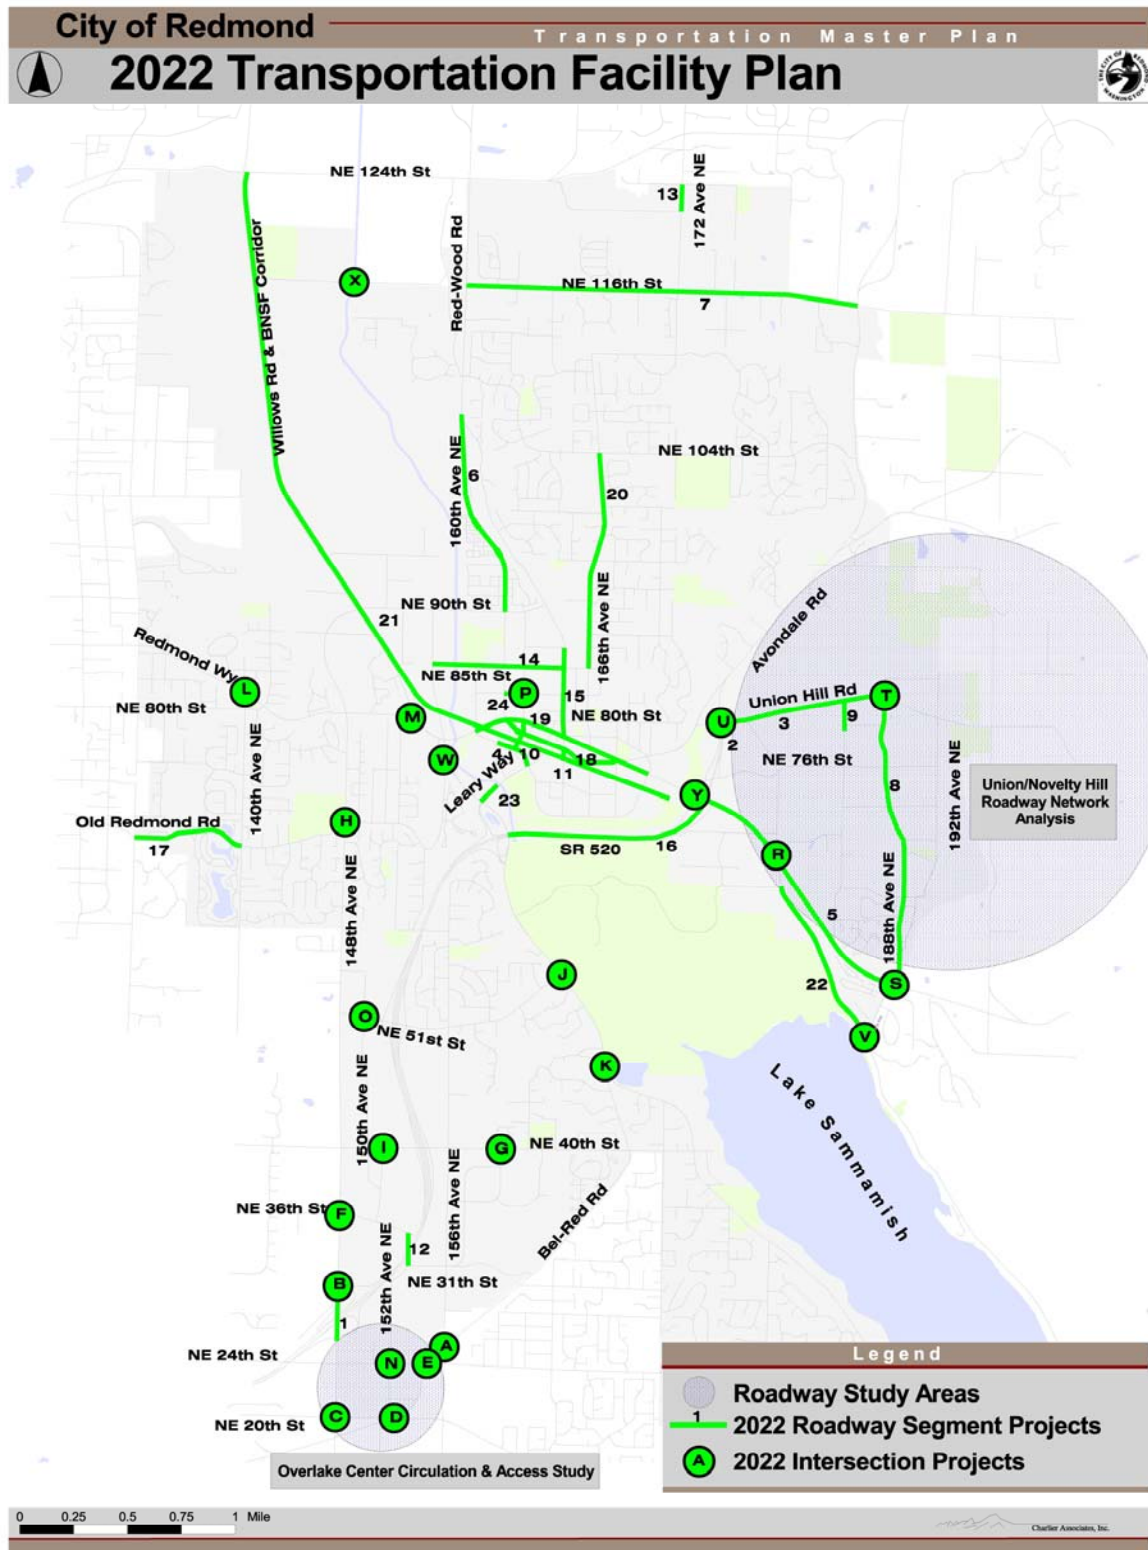 City of Redmond
Transportation Master Plan
2022 Transportation Facility Plan
NE 124th St
13
172 Ave NE
Willows Rd & BNSF Corridor
X
Red-Wood Rd
NE 116th St
7
160th Ave NE
6
NE 104th St
20
NE 90th St
166th Ave NE
21
Avondale Rd
Redmond Wy
14
NE 85th St
L
P
15
Union Hill Rd
T
NE 80th St
24
M
19
NE 80th St
U
2
3
9
140th Ave NE
W
4
10
18
11
NE 76th St
192th Ave NE
Leary Way
23
Y
8
Union/Novelty Hill
Roadway Network
Analysis
Old Redmond Rd
17
H
SR 520
16
R
148th Ave NE
5
188th Ave NE
J
22
S
O
NE 51st St
V
K
150th Ave NE
Lake Sammamish
I
G
NE 40th St
156th Ave NE
NE 36th St
F
Bel-Red Rd
152th Ave NE
12
B
NE 31th St
1
NE 24th St
A
N
E
NE 20th St
C
D
Overlake Center Circulation & Access Study
Legend
Roadway Study Areas
1
2022 Roadway Segment Projects
A
2022 Intersection Projects
0 0.25 0.5 0.75 1 Mile
Charlier Associates, Inc.